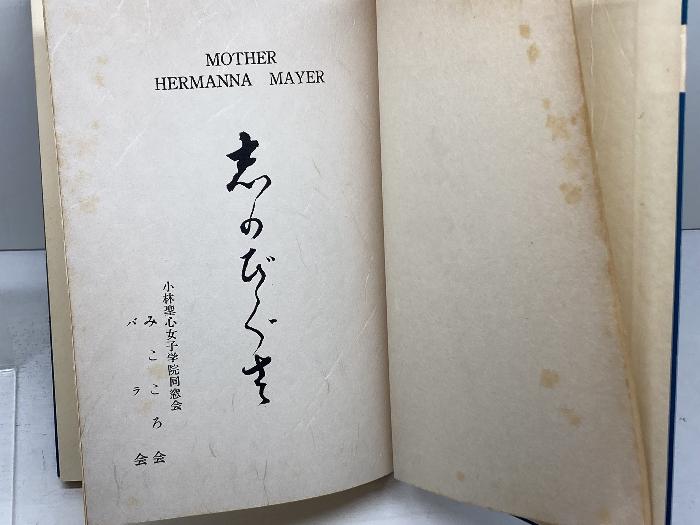 MOTHER
HERMANNA MAYER
志のびぐさ
小林聖心女子学院同窓会
みこころ会
バラ会